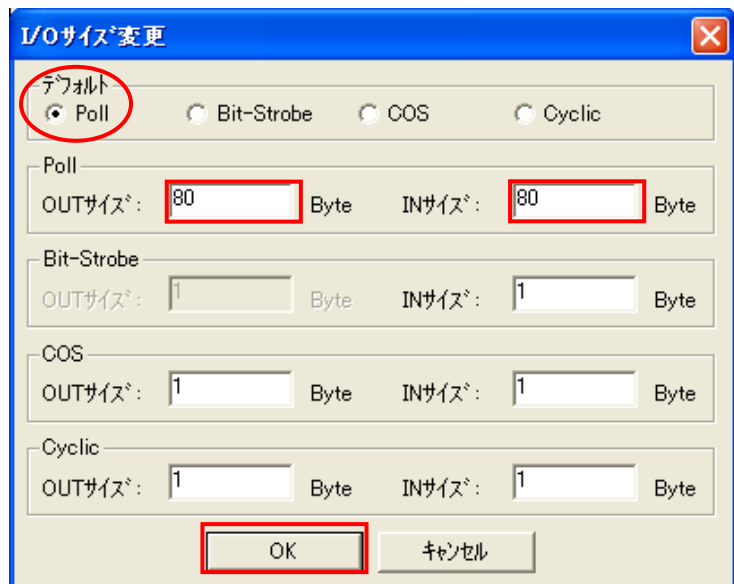 I/Oサイズ変更
デフォルト
Poll Bit-Strobe COS Cyclic
Poll
OUTサイズ: 80 Byte INサイズ: 80 Byte
Bit-Strobe
OUTサイズ: 1 Byte INサイズ: 1 Byte
COS
OUTサイズ: 1 Byte INサイズ: 1 Byte
Cyclic
OUTサイズ: 1 Byte INサイズ: 1 Byte
OK キャンセル